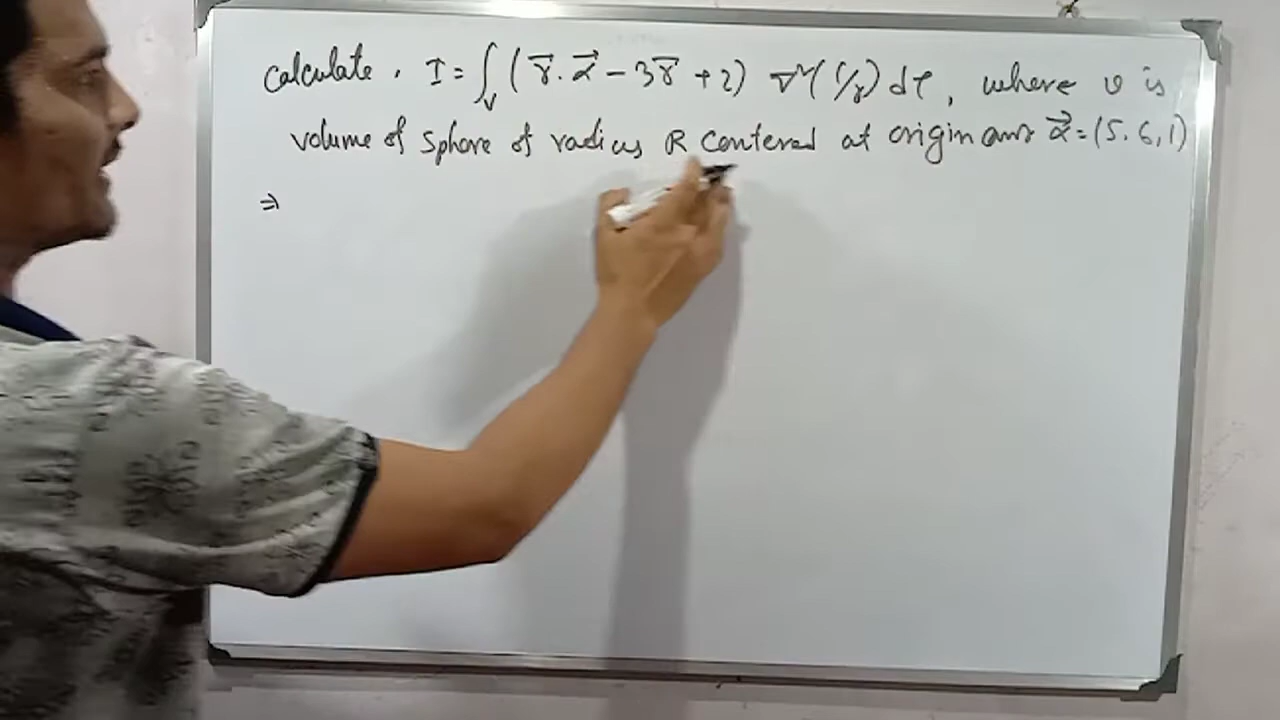 Calculate, I = ∫_V (r⃗.α⃗ - 3r⃗ + 2) ∇²(1/r) dτ, where v is
volume of sphere of radius R centered at origin and α⃗ = (5, 6, 1)
⇒